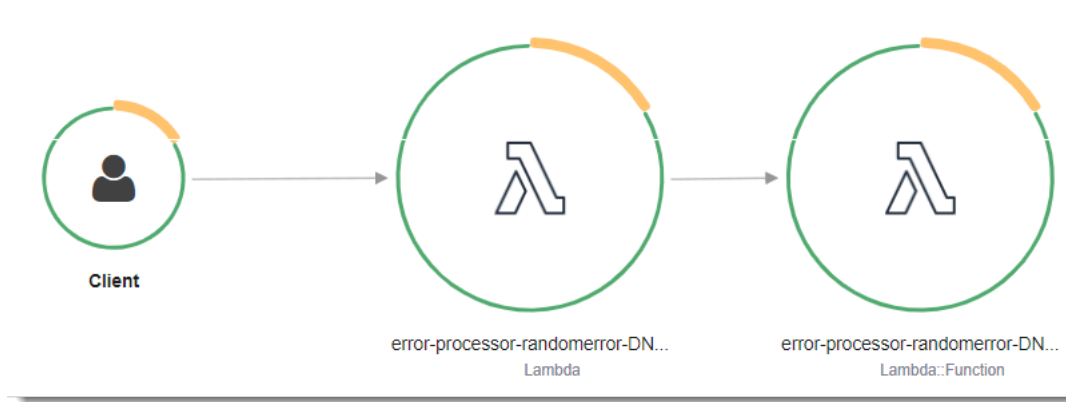 Client
error-processor-randomerror-DN...
Lambda
error-processor-randomerror-DN...
Lambda::Function